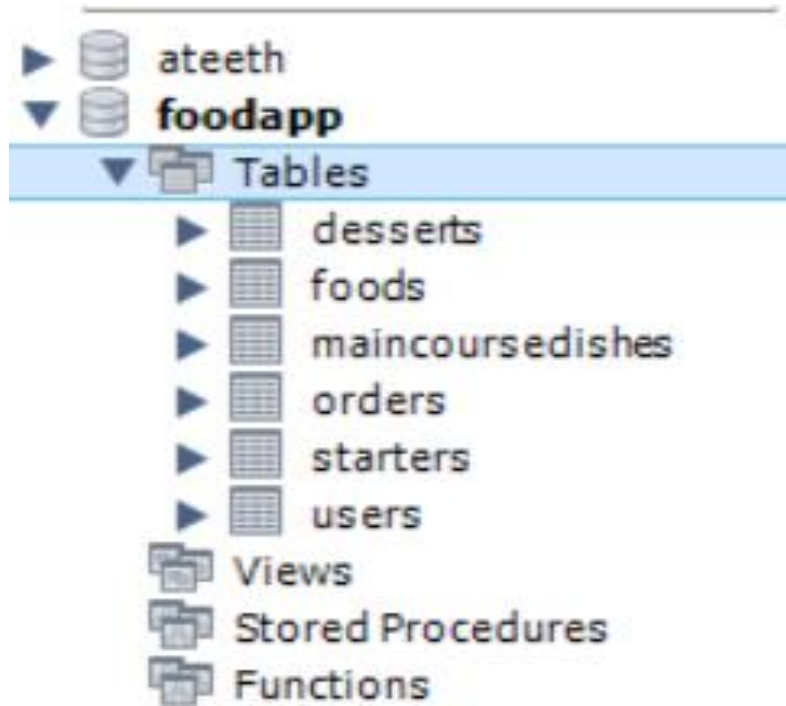 ateeth
foodapp
Tables
desserts
foods
maincoursedishes
orders
starters
users
Views
Stored Procedures
Functions